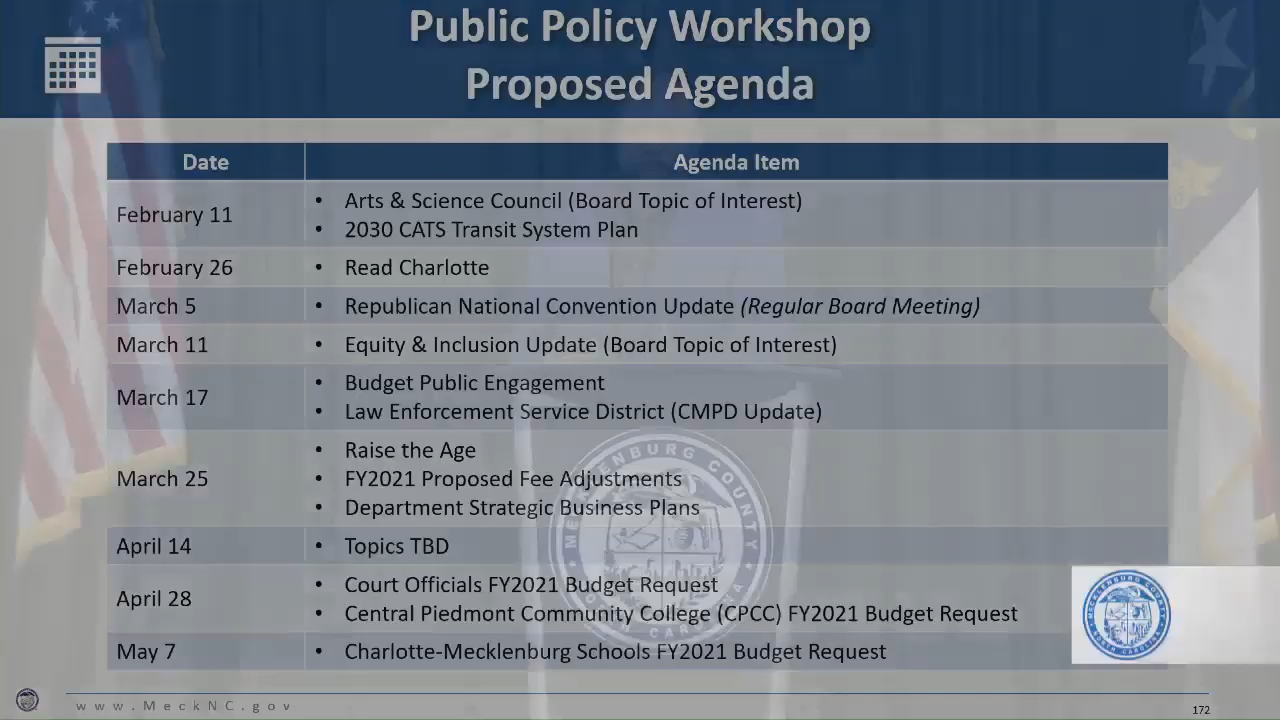 Public Policy Workshop
Proposed Agenda
Date Agenda Item
February 11
• Arts & Science Council (Board Topic of Interest)
• 2030 CATS Transit System Plan
February 26 • Read Charlotte
March 5 • Republican National Convention Update (Regular Board Meeting)
March 11 • Equity & Inclusion Update (Board Topic of Interest)
March 17
• Budget Public Engagement
• Law Enforcement Service District (CMPD Update)
March 25
• Raise the Age
• FY2021 Proposed Fee Adjustments
• Department Strategic Business Plans
April 14 • Topics TBD
April 28
• Court Officials FY2021 Budget Request
• Central Piedmont Community College (CPCC) FY2021 Budget Request
May 7 • Charlotte-Mecklenburg Schools FY2021 Budget Request
MECKLENBURG COUNTY
NORTH CAROLINA
www.MeckNC.gov
172